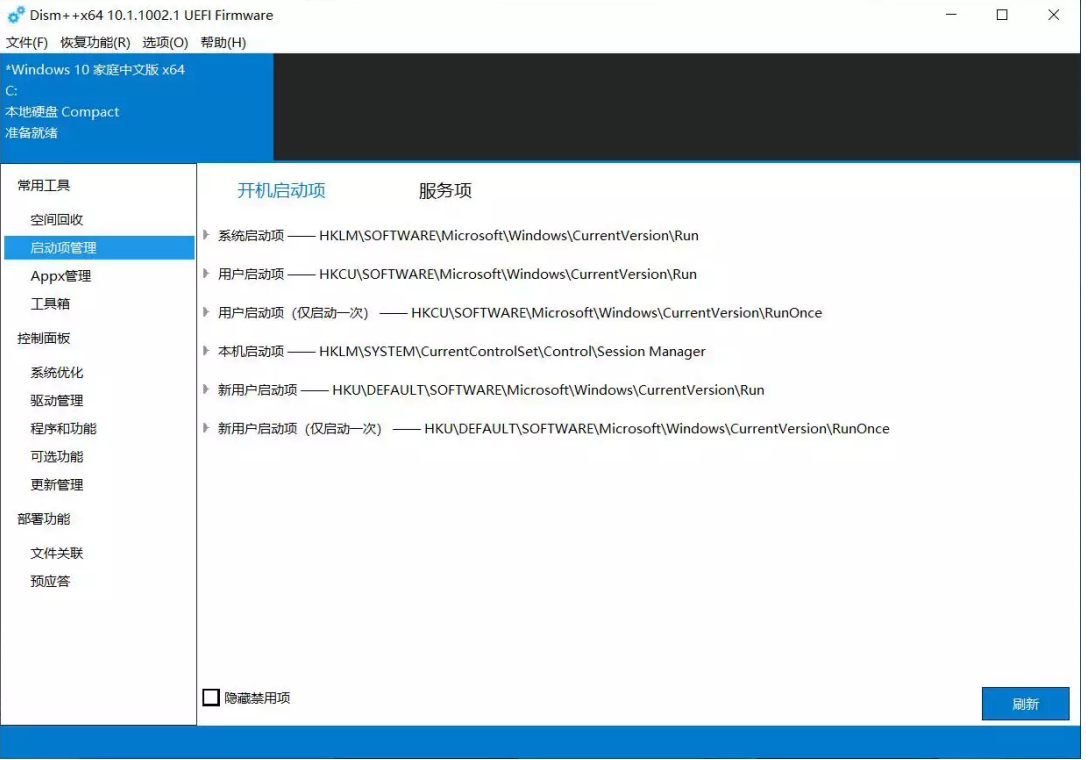 Dism++x64 10.1.1002.1 UEFI Firmware
文件(F) 恢复功能(R) 选项(O) 帮助(H)
*Windows 10 家庭中文版 x64
C:
本地硬盘 Compact
准备就绪
常用工具
空间回收
启动项管理
Appx管理
工具箱
控制面板
系统优化
驱动管理
程序和功能
可选功能
更新管理
部署功能
文件关联
预应答
开机启动项 服务项
系统启动项 —— HKLM\SOFTWARE\Microsoft\Windows\CurrentVersion\Run
用户启动项 —— HKCU\SOFTWARE\Microsoft\Windows\CurrentVersion\Run
用户启动项（仅启动一次） —— HKCU\SOFTWARE\Microsoft\Windows\CurrentVersion\RunOnce
本机启动项 —— HKLM\SYSTEM\CurrentControlSet\Control\Session Manager
新用户启动项 —— HKU\DEFAULT\SOFTWARE\Microsoft\Windows\CurrentVersion\Run
新用户启动项（仅启动一次） —— HKU\DEFAULT\SOFTWARE\Microsoft\Windows\CurrentVersion\RunOnce
隐藏禁用项
刷新